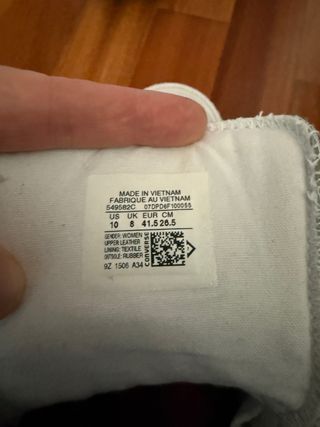 MADE IN VIETNAM
FABRIQUE AU VIETNAM
549582C 07DPD6F100055
US UK EUR CM
10 8 41.5 26.5
GENDER: WOMEN
UPPER: LEATHER
LINING: TEXTILE
OUTSOLE: RUBBER
CONVERSE
9Z 1506 A34